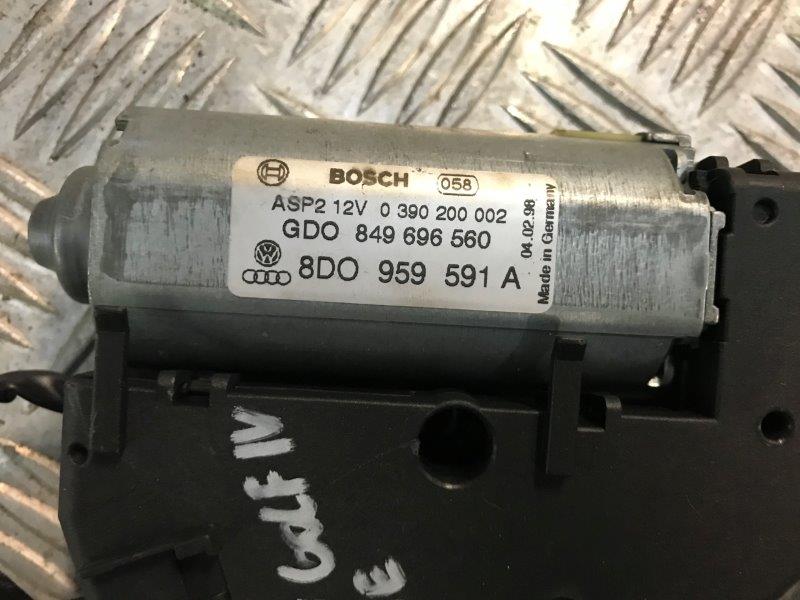 BOSCH 058
ASP2 12V 0 390 200 002
GDO 849 696 560
8DO 959 591 A
04.02.98
Made in Germany
GOLF IV
E